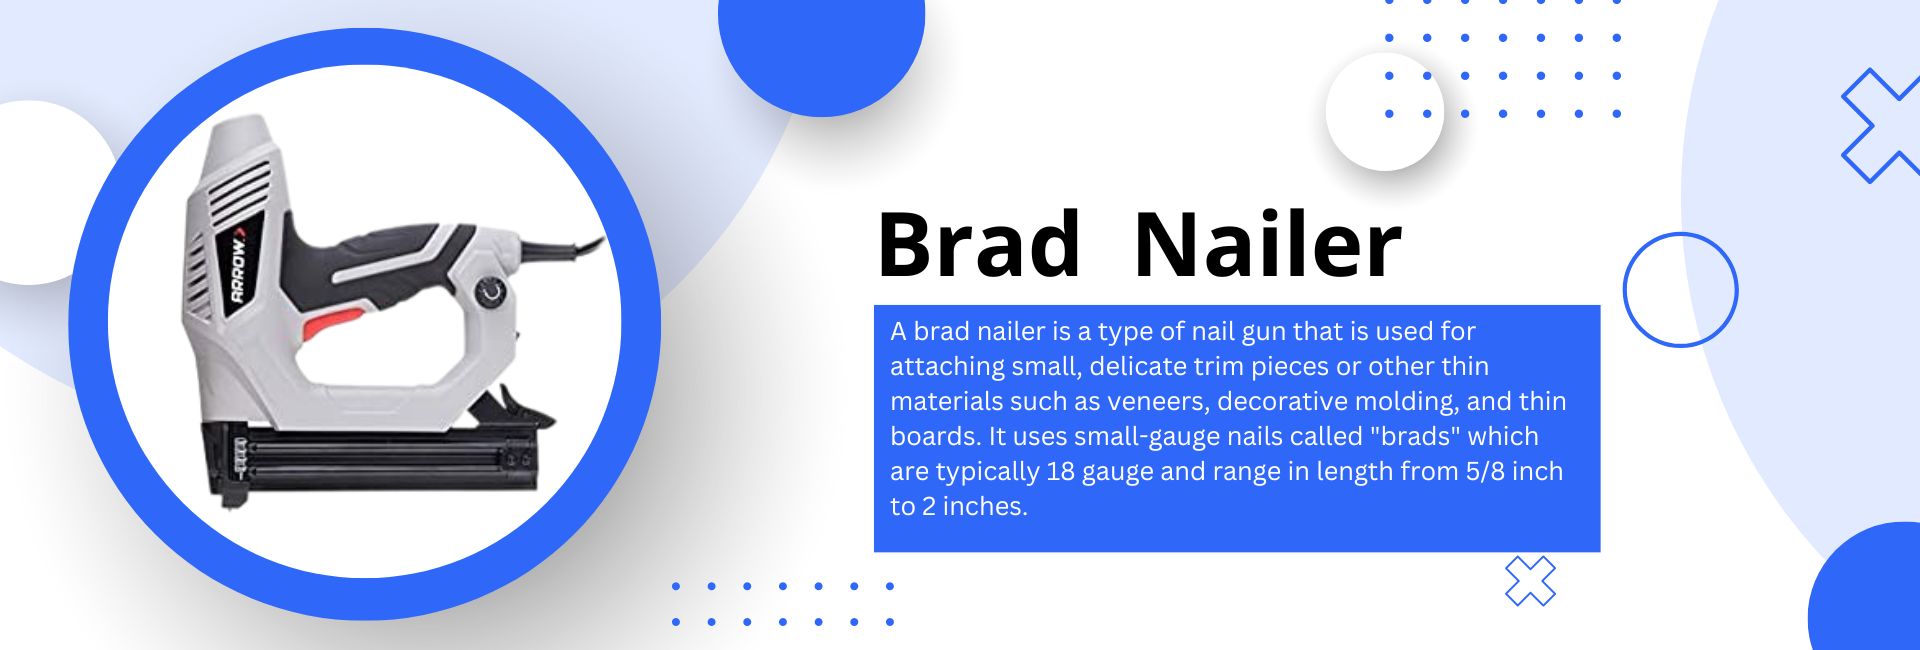 ARROW
Brad Nailer
A brad nailer is a type of nail gun that is used for
attaching small, delicate trim pieces or other thin
materials such as veneers, decorative molding, and thin
boards. It uses small-gauge nails called "brads" which
are typically 18 gauge and range in length from 5/8 inch
to 2 inches.